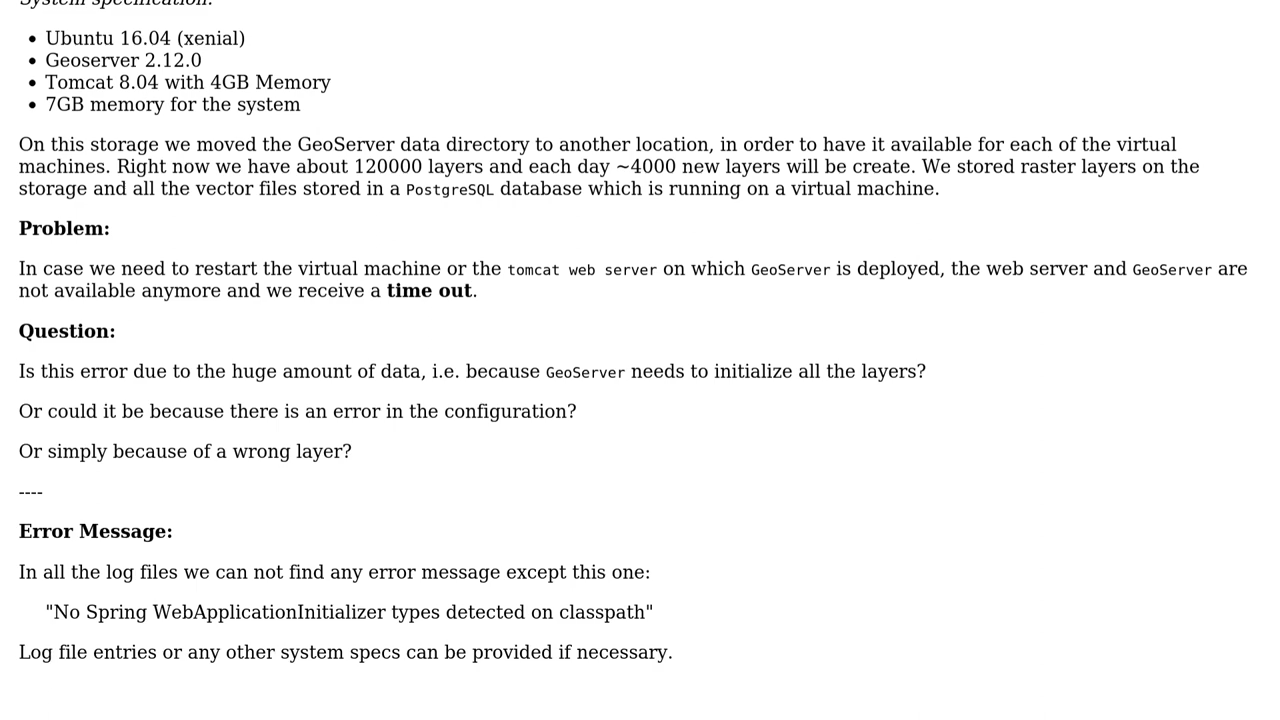 System specification:
• Ubuntu 16.04 (xenial)
• Geoserver 2.12.0
• Tomcat 8.04 with 4GB Memory
• 7GB memory for the system
On this storage we moved the GeoServer data directory to another location, in order to have it available for each of the virtual
machines. Right now we have about 120000 layers and each day ~4000 new layers will be create. We stored raster layers on the
storage and all the vector files stored in a PostgreSQL database which is running on a virtual machine.
Problem:
In case we need to restart the virtual machine or the tomcat web server on which GeoServer is deployed, the web server and GeoServer are
not available anymore and we receive a time out.
Question:
Is this error due to the huge amount of data, i.e. because GeoServer needs to initialize all the layers?
Or could it be because there is an error in the configuration?
Or simply because of a wrong layer?
----
Error Message:
In all the log files we can not find any error message except this one:
"No Spring WebApplicationInitializer types detected on classpath"
Log file entries or any other system specs can be provided if necessary.